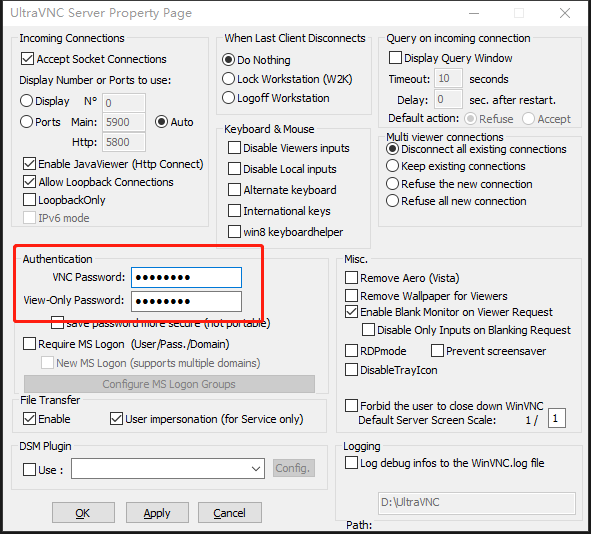 UltraVNC Server Property Page
Incoming Connections
Accept Socket Connections
Display Number or Ports to use:
Display N° 0
Ports Main: 5900 Auto
Http: 5800
Enable JavaViewer (Http Connect)
Allow Loopback Connections
LoopbackOnly
IPv6 mode
When Last Client Disconnects
Do Nothing
Lock Workstation (W2K)
Logoff Workstation
Keyboard & Mouse
Disable Viewers inputs
Disable Local inputs
Alternate keyboard
International keys
win8 keyboardhelper
Query on incoming connection
Display Query Window
Timeout: 10 seconds
Delay: 0 sec. after restart.
Default action: Refuse Accept
Multi viewer connections
Disconnect all existing connections
Keep existing connections
Refuse the new connection
Refuse all new connection
Authentication
VNC Password: ●●●●●●●●
View-Only Password: ●●●●●●●●
save password more secure (not portable)
Require MS Logon (User/Pass./Domain)
New MS Logon (supports multiple domains)
Configure MS Logon Groups
Misc.
Remove Aero (Vista)
Remove Wallpaper for Viewers
Enable Blank Monitor on Viewer Request
Disable Only Inputs on Blanking Request
RDPmode Prevent screensaver
DisableTrayIcon
Forbid the user to close down WinVNC
Default Server Screen Scale: 1 / 1
File Transfer
Enable User impersonation (for Service only)
DSM Plugin
Use : Config.
Logging
Log debug infos to the WinVNC.log file
D:\UltraVNC
Path:
OK Apply Cancel